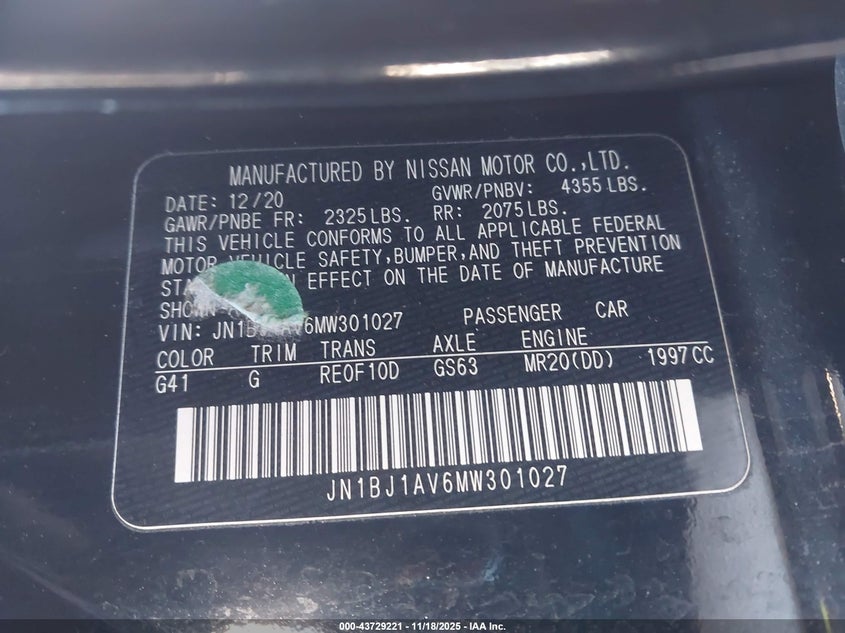 MANUFACTURED BY NISSAN MOTOR CO.,LTD.
DATE: 12/20 GVWR/PNBV: 4355 LBS.
GAWR/PNBE FR: 2325 LBS. RR: 2075 LBS.
THIS VEHICLE CONFORMS TO ALL APPLICABLE FEDERAL
MOTOR VEHICLE SAFETY, BUMPER, AND THEFT PREVENTION
EFFECT ON THE DATE OF MANUFACTURE
SHOWN
VIN: JN1BJ1AV6MW301027 PASSENGER CAR
COLOR TRIM TRANS AXLE ENGINE
G41 G RE0F10D GS63 MR20(DD) 1997CC
JN1BJ1AV6MW301027
000-43729221 - 11/18/2025 - IAA Inc.